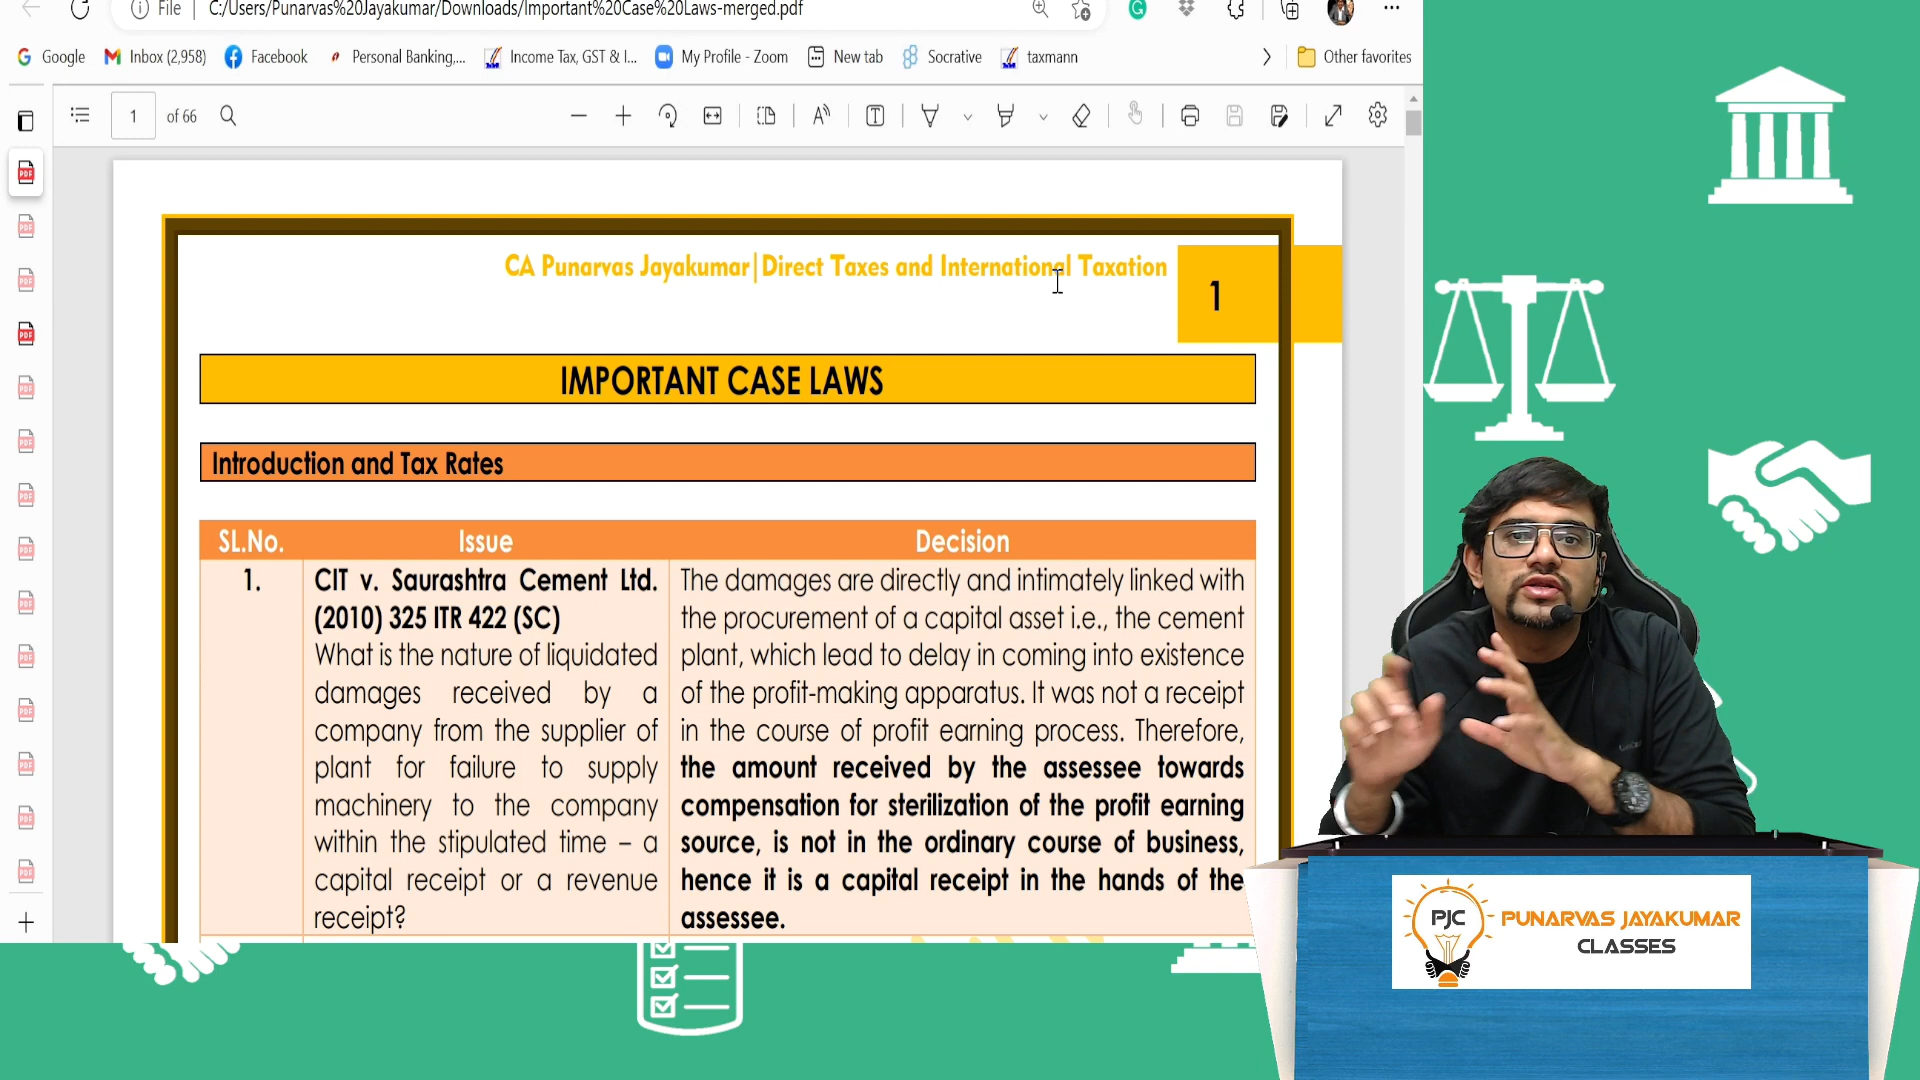 File | C:/Users/Punarvas%20Jayakumar/Downloads/Important%20Case%20Laws-merged.pdf
Google Inbox (2,958) Facebook Personal Banking,... Income Tax, GST & I... My Profile - Zoom New tab Socrative taxmann Other favorites
1 of 66
CA Punarvas Jayakumar|Direct Taxes and International Taxation
1
IMPORTANT CASE LAWS
Introduction and Tax Rates
SL.No. Issue Decision
1.
CIT v. Saurashtra Cement Ltd.
(2010) 325 ITR 422 (SC)
What is the nature of liquidated
damages received by a
company from the supplier of
plant for failure to supply
machinery to the company
within the stipulated time – a
capital receipt or a revenue
receipt?
The damages are directly and intimately linked with
the procurement of a capital asset i.e., the cement
plant, which lead to delay in coming into existence
of the profit-making apparatus. It was not a receipt
in the course of profit earning process. Therefore,
the amount received by the assessee towards
compensation for sterilization of the profit earning
source, is not in the ordinary course of business,
hence it is a capital receipt in the hands of the
assessee.
PJC
PUNARVAS JAYAKUMAR
CLASSES